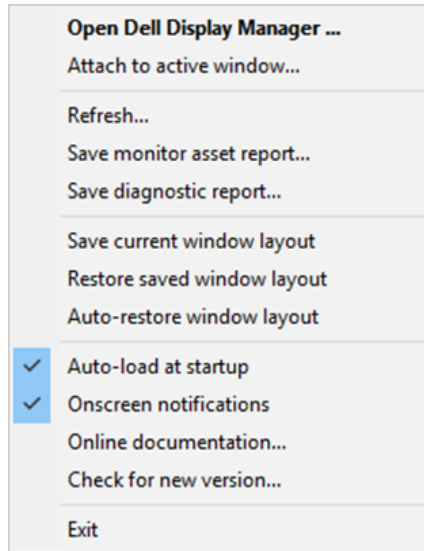 Open Dell Display Manager ...
Attach to active window...
Refresh...
Save monitor asset report...
Save diagnostic report...
Save current window layout
Restore saved window layout
Auto-restore window layout
Auto-load at startup
Onscreen notifications
Online documentation...
Check for new version...
Exit